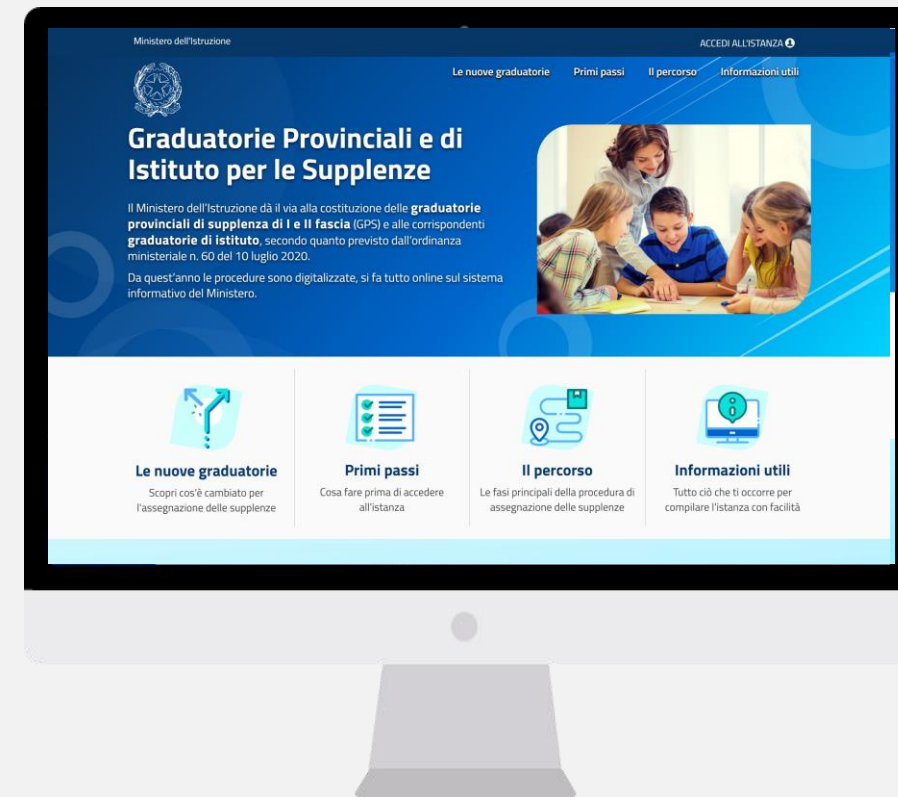 Ministero dell'Istruzione
ACCEDI ALL'ISTANZA
Le nuove graduatorie Primi passi Il percorso Informazioni utili
Graduatorie Provinciali e di
Istituto per le Supplenze
Il Ministero dell'Istruzione dà il via alla costituzione delle graduatorie
provinciali di supplenza di I e II fascia (GPS) e alle corrispondenti
graduatorie di istituto, secondo quanto previsto dall'ordinanza
ministeriale n. 60 del 10 luglio 2020.
Da quest'anno le procedure sono digitalizzate, si fa tutto online sul sistema
informativo del Ministero.
Le nuove graduatorie
Scopri cos'è cambiato per
l'assegnazione delle supplenze
Primi passi
Cosa fare prima di accedere
all'istanza
Il percorso
Le fasi principali della procedura di
assegnazione delle supplenze
Informazioni utili
Tutto ciò che ti occorre per
compilare l'istanza con facilità